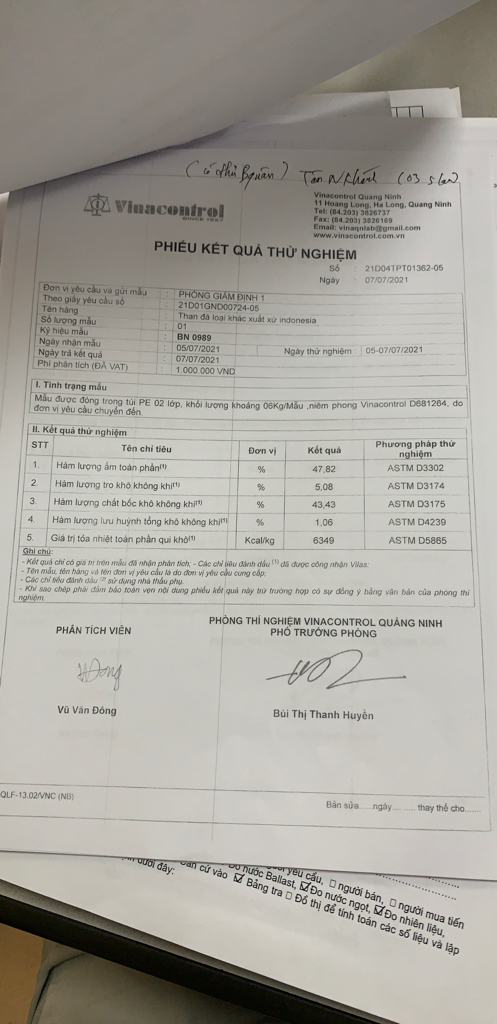 (có thủ B quân) Tân N Khánh (03 s
Vinacontrol
SINCE 1957
Vinacontrol Quang Ninh
11 Hoang Long, Ha Long, Quang Ninh
Tel: (84.203) 3826737
Fax: (84.203) 3826169
Email: vinaqnlab@gmail.com
www.vinacontrol.com.vn
PHIẾU KẾT QUẢ THỬ NGHIỆM
Số : 21D04TPT01362-05
Ngày : 07/07/2021
Đơn vị yêu cầu và gửi mẫu : PHÒNG GIÁM ĐỊNH 1
Theo giấy yêu cầu số : 21D01GND00724-05
Tên hàng : Than đá loại khác xuất xứ indonesia
Số lượng mẫu : 01
Ký hiệu mẫu : BN 0989
Ngày nhận mẫu : 05/07/2021 Ngày thử nghiệm : 05-07/07/2021
Ngày trả kết quả : 07/07/2021
Phí phân tích (ĐÃ VAT) : 1.000.000 VND
I. Tình trạng mẫu
Mẫu được đóng trong túi PE 02 lớp, khối lượng khoảng 06Kg/Mẫu ,niêm phong Vinacontrol D681264, do
đơn vị yêu cầu chuyển đến.
II. Kết quả thử nghiệm
STT Tên chỉ tiêu Đơn vị Kết quả Phương pháp thử nghiệm
1. Hàm lượng ẩm toàn phần(1) % 47,82 ASTM D3302
2. Hàm lượng tro khô không khí(1) % 5,08 ASTM D3174
3. Hàm lượng chất bốc khô không khí(1) % 43,43 ASTM D3175
4. Hàm lượng lưu huỳnh tổng khô không khí(1) % 1,06 ASTM D4239
5. Giá trị tỏa nhiệt toàn phần qui khô(1) Kcal/kg 6349 ASTM D5865
Ghi chú:
- Kết quả chỉ có giá trị trên mẫu đã nhận phân tích; - Các chỉ tiêu đánh dấu (1) đã được công nhận Vilas;
- Tên mẫu, tên hàng và tên đơn vị yêu cầu là do đơn vị yêu cầu cung cấp;
- Các chỉ tiêu đánh dấu (2) sử dụng nhà thầu phụ.
- Khi sao chép phải đảm bảo toàn vẹn nội dung phiếu kết quả này trừ trường hợp có sự đồng ý bằng văn bản của phòng thí
nghiệm.
PHÂN TÍCH VIÊN
PHÒNG THÍ NGHIỆM VINACONTROL QUẢNG NINH
PHÓ TRƯỞNG PHÒNG
Vũ Văn Đông
Bùi Thị Thanh Huyền
QLF-13.02/VNC (NB)
Bản sửa.....ngày........ thay thế cho.......
yêu cầu, ☐ người bán, ☐ người mua tiến
Đo nước Ballast, ☑ Đo nước ngọt, ☑ Đo nhiên liệu,
căn cứ vào ☑ Bảng tra ☐ Đồ thị để tính toán các số liệu và lập
dưới đây: